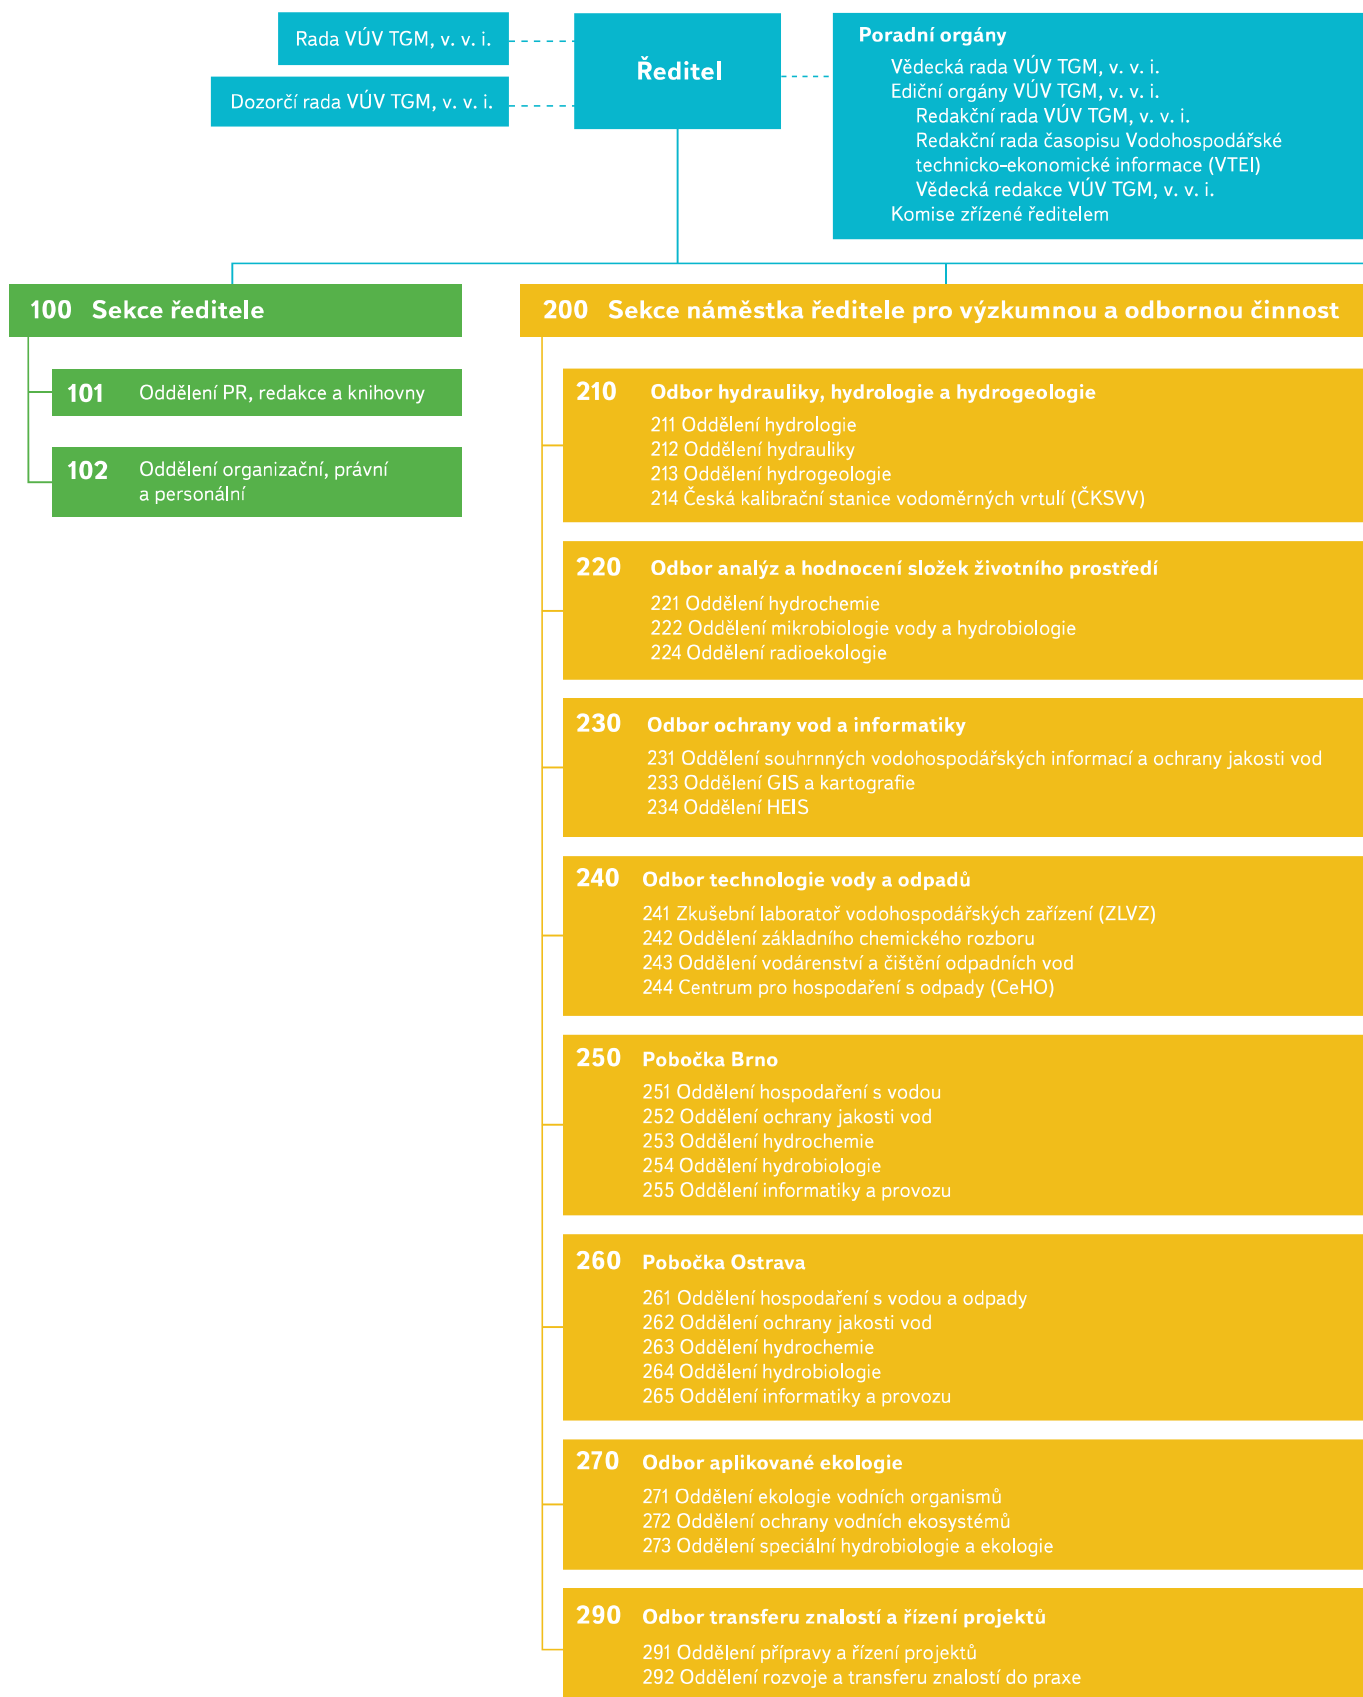 Rada VÚV TGM, v. v. i.
Dozorčí rada VÚV TGM, v. v. i.
Ředitel
Poradní orgány
Vědecká rada VÚV TGM, v. v. i.
Ediční orgány VÚV TGM, v. v. i.
Redakční rada VÚV TGM, v. v. i.
Redakční rada časopisu Vodohospodářské
technicko-ekonomické informace (VTEI)
Vědecká redakce VÚV TGM, v. v. i.
Komise zřízené ředitelem
100 Sekce ředitele
101 Oddělení PR, redakce a knihovny
102 Oddělení organizační, právní
a personální
200 Sekce náměstka ředitele pro výzkumnou a odbornou činnost
210 Odbor hydrauliky, hydrologie a hydrogeologie
211 Oddělení hydrologie
212 Oddělení hydrauliky
213 Oddělení hydrogeologie
214 Česká kalibrační stanice vodoměrných vrtulí (ČKSVV)
220 Odbor analýz a hodnocení složek životního prostředí
221 Oddělení hydrochemie
222 Oddělení mikrobiologie vody a hydrobiologie
224 Oddělení radioekologie
230 Odbor ochrany vod a informatiky
231 Oddělení souhrnných vodohospodářských informací a ochrany jakosti vod
233 Oddělení GIS a kartografie
234 Oddělení HEIS
240 Odbor technologie vody a odpadů
241 Zkušební laboratoř vodohospodářských zařízení (ZLVZ)
242 Oddělení základního chemického rozboru
243 Oddělení vodárenství a čištění odpadních vod
244 Centrum pro hospodaření s odpady (CeHO)
250 Pobočka Brno
251 Oddělení hospodaření s vodou
252 Oddělení ochrany jakosti vod
253 Oddělení hydrochemie
254 Oddělení hydrobiologie
255 Oddělení informatiky a provozu
260 Pobočka Ostrava
261 Oddělení hospodaření s vodou a odpady
262 Oddělení ochrany jakosti vod
263 Oddělení hydrochemie
264 Oddělení hydrobiologie
265 Oddělení informatiky a provozu
270 Odbor aplikované ekologie
271 Oddělení ekologie vodních organismů
272 Oddělení ochrany vodních ekosystémů
273 Oddělení speciální hydrobiologie a ekologie
290 Odbor transferu znalostí a řízení projektů
291 Oddělení přípravy a řízení projektů
292 Oddělení rozvoje a transferu znalostí do praxe